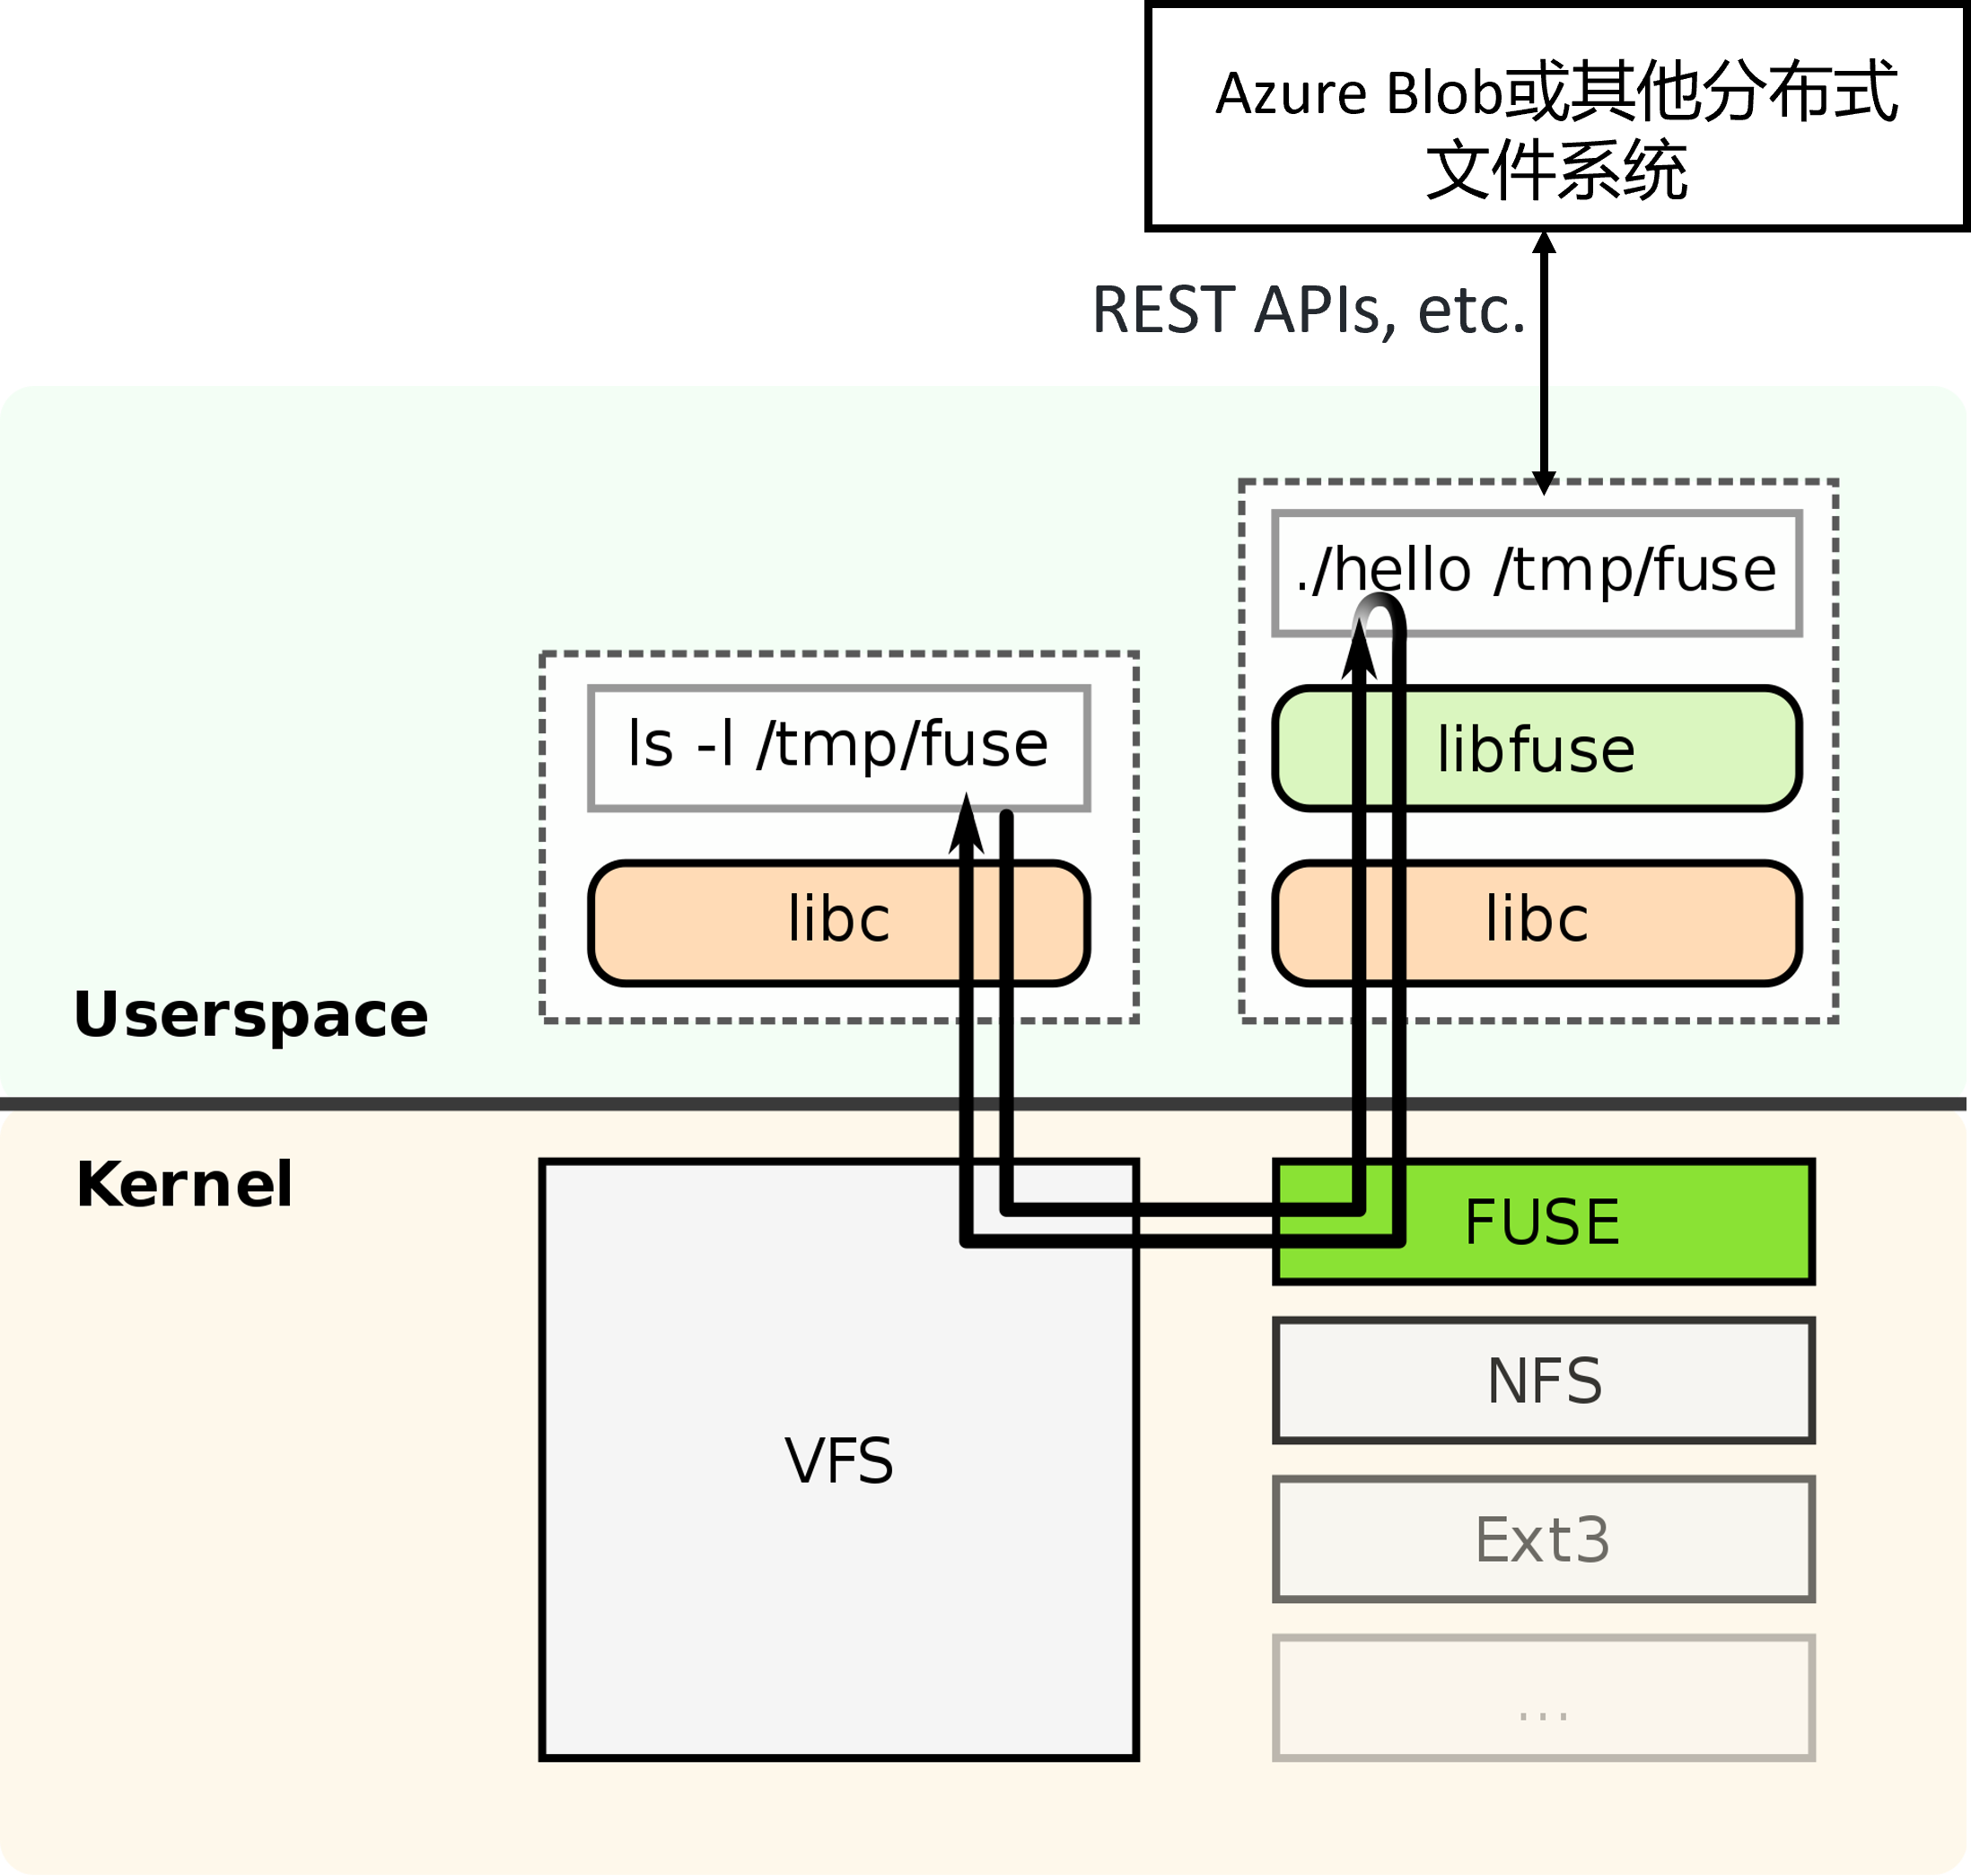 Azure Blob或其他分布式
文件系统
REST APIs, etc.
./hello /tmp/fuse
ls -l /tmp/fuse
libfuse
libc
libc
Userspace
Kernel
FUSE
NFS
VFS
Ext3
...